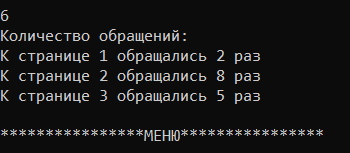 6
Количество обращений:
К странице 1 обращались 2 раз
К странице 2 обращались 8 раз
К странице 3 обращались 5 раз
****************МЕНЮ****************